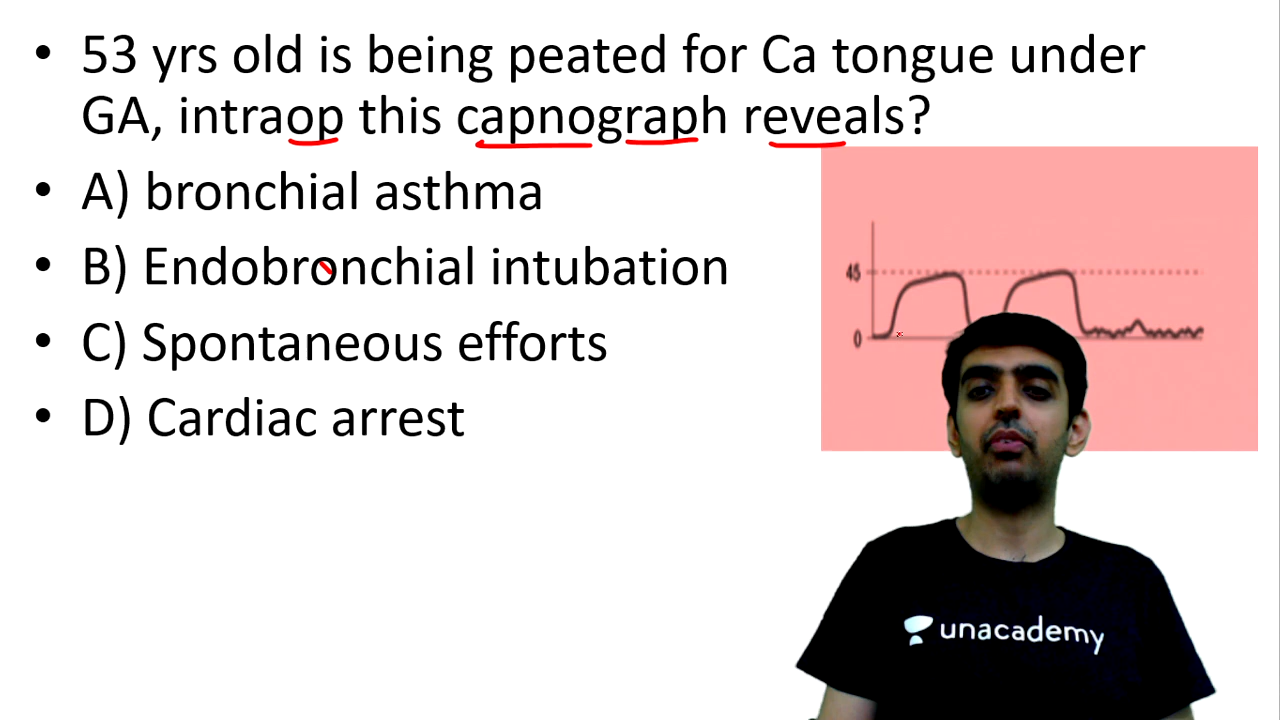 • 53 yrs old is being peated for Ca tongue under
GA, intraop this capnograph reveals?
• A) bronchial asthma
• B) Endobronchial intubation
• C) Spontaneous efforts
• D) Cardiac arrest
45
0
unacademy